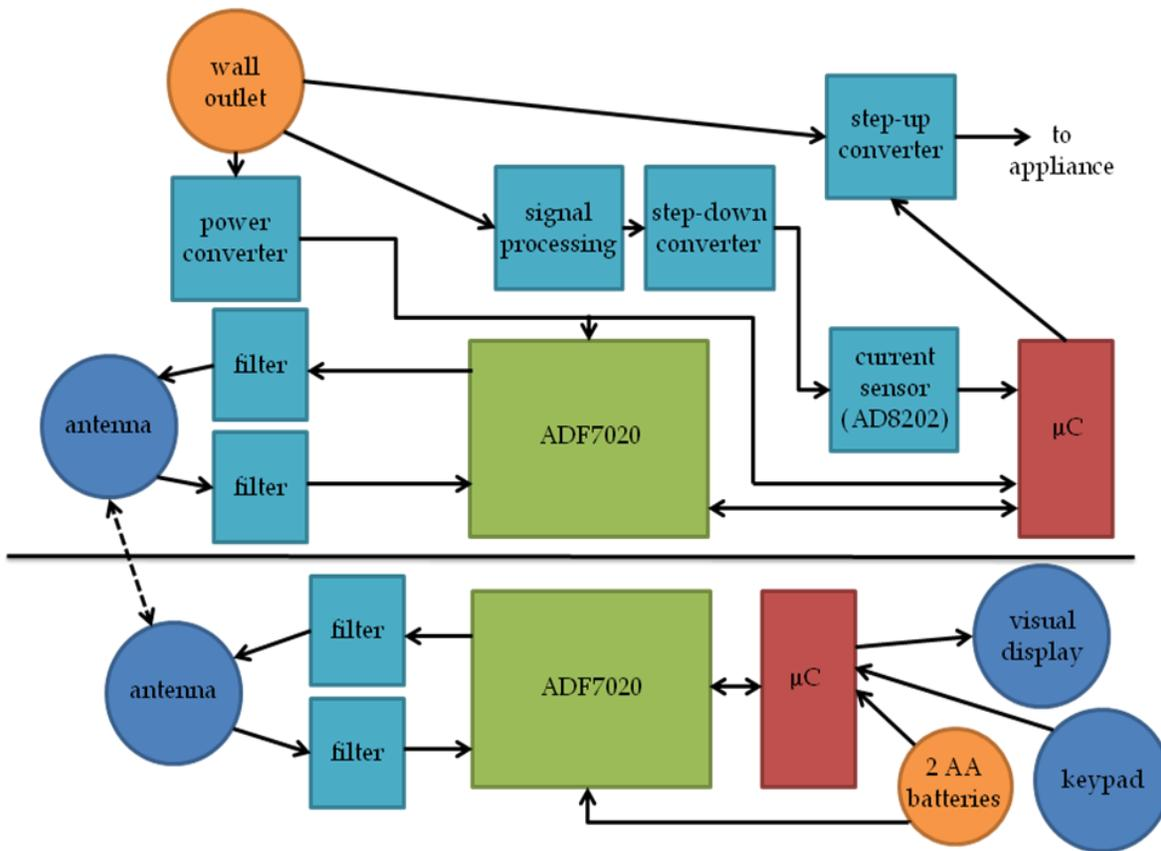 wall
outlet
step-up
converter
to
appliance
power
converter
signal
processing
step-down
converter
filter
antenna
filter
ADF7020
current
sensor
(AD8202)
μC
filter
antenna
filter
ADF7020
μC
visual
display
2 AA
batteries
keypad